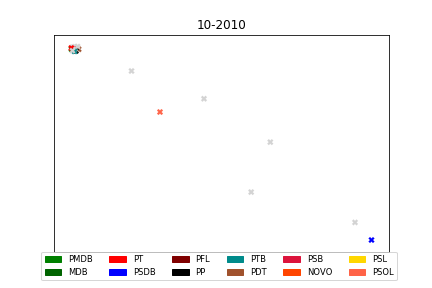 10-2010
PMDB PT PFL PTB PSB PSL
MDB PSDB PP PDT NOVO PSOL